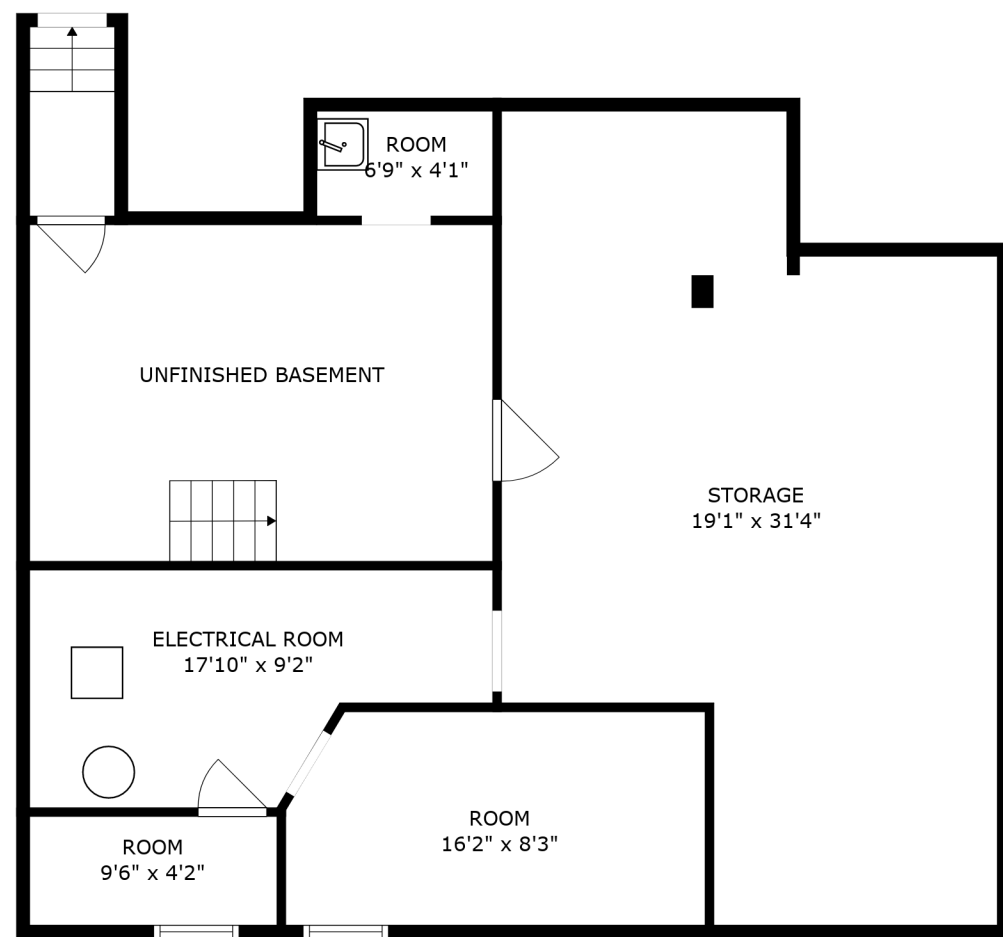 ROOM
6'9" x 4'1"
UNFINISHED BASEMENT
STORAGE
19'1" x 31'4"
ELECTRICAL ROOM
17'10" x 9'2"
ROOM
16'2" x 8'3"
ROOM
9'6" x 4'2"